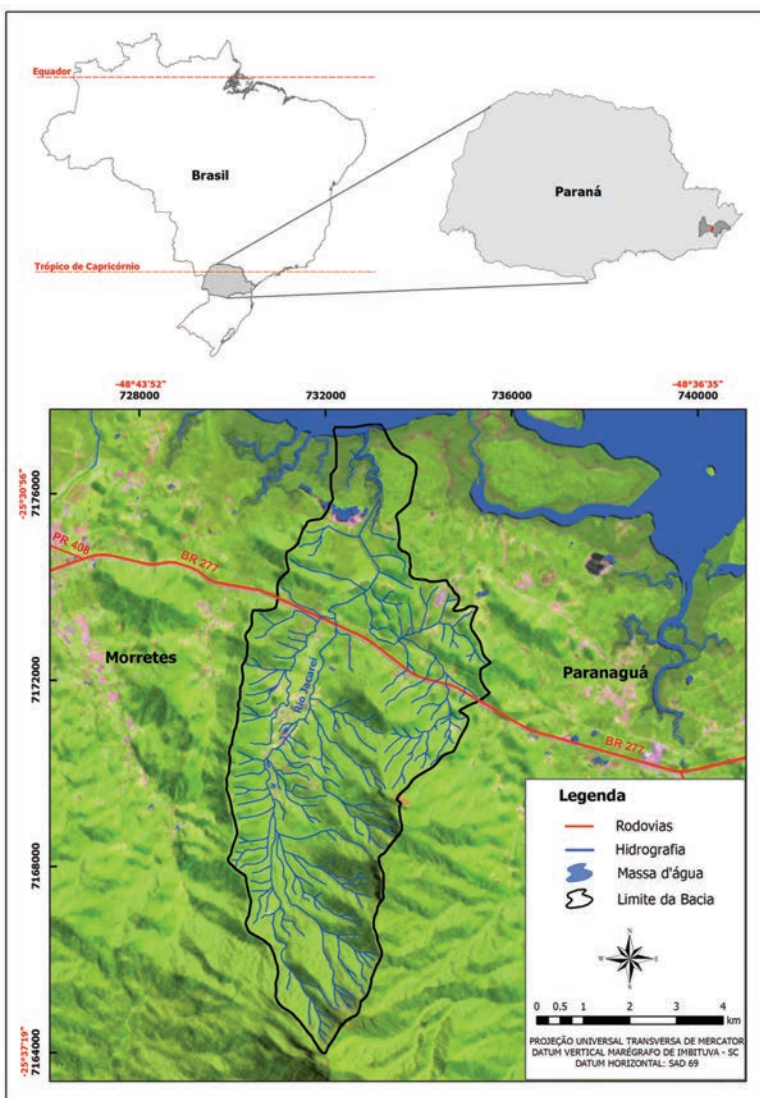 Equador
Brasil
Paraná
Trópico de Capricórnio
-48°43'52"
-48°36'35"
728000
732000
736000
740000
-25°30'56"
7176000
PR 408
BR 277
Morretes
7172000
Rio Jacareí
Paranaguá
BR 277
7168000
-25°37'19"
7164000
Legenda
Rodovias
Hidrografia
Massa d'água
Limite da Bacia
N
W
E
S
0 0.5 1 2 3 4
km
PROJEÇÃO UNIVERSAL TRANSVERSA DE MERCATOR
DATUM VERTICAL MARÉGRAFO DE IMBITUVA - SC
DATUM HORIZONTAL: SAD 69